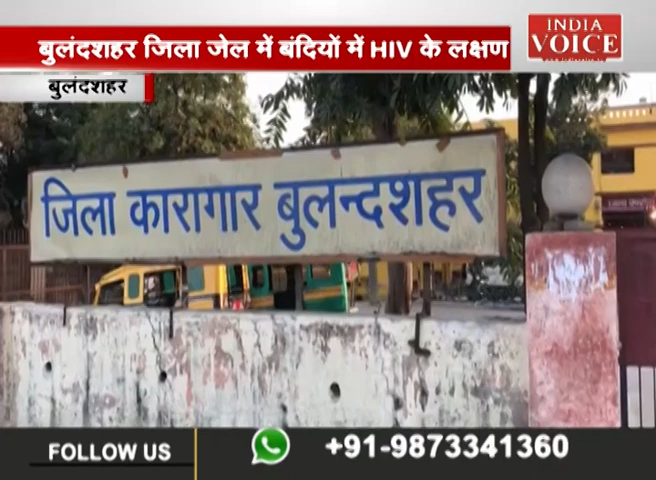 बुलंदशहर जिला जेल में बंदियों में HIV के लक्षण
INDIA
VOICE
बुलंदशहर
जिला कारागार बुलन्दशहर
FOLLOW US
+91-9873341360